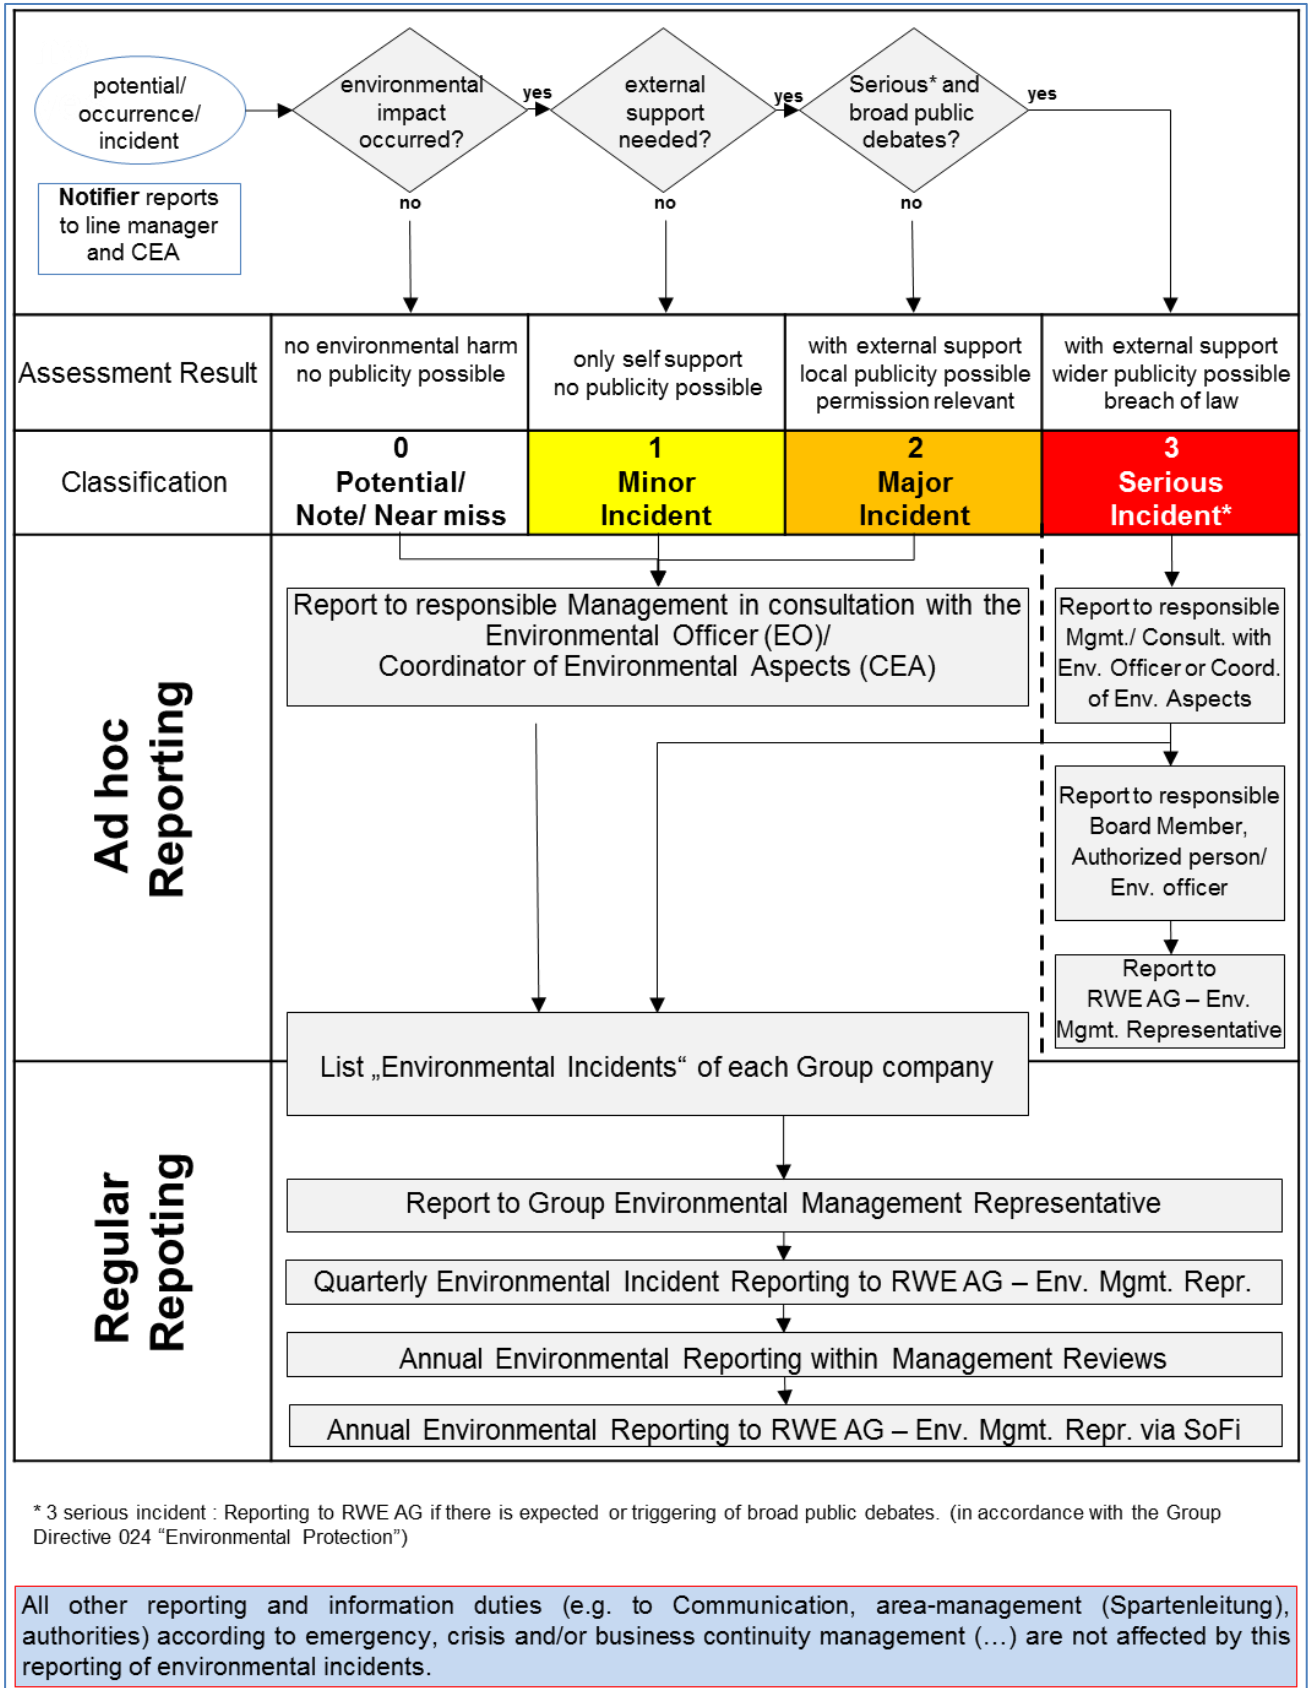 potential/
occurrence/
incident
environmental
impact
occurred?
yes
external
support
needed?
yes
Serious* and
broad public
debates?
yes
Notifier reports
to line manager
and CEA
no
no
no
Assessment Result
no environmental harm
no publicity possible
only self support
no publicity possible
with external support
local publicity possible
permission relevant
with external support
wider publicity possible
breach of law
Classification
0
Potential/
Note/ Near miss
1
Minor
Incident
2
Major
Incident
3
Serious
Incident*
Ad hoc
Reporting
Report to responsible Management in consultation with the
Environmental Officer (EO)/
Coordinator of Environmental Aspects (CEA)
Report to responsible
Mgmt./ Consult. with
Env. Officer or Coord.
of Env. Aspects
Report to responsible
Board Member,
Authorized person/
Env. officer
Report to
RWE AG – Env.
Mgmt. Representative
List „Environmental Incidents“ of each Group company
Regular
Repoting
Report to Group Environmental Management Representative
Quarterly Environmental Incident Reporting to RWE AG – Env. Mgmt. Repr.
Annual Environmental Reporting within Management Reviews
Annual Environmental Reporting to RWE AG – Env. Mgmt. Repr. via SoFi
* 3 serious incident : Reporting to RWE AG if there is expected or triggering of broad public debates. (in accordance with the Group
Directive 024 “Environmental Protection”)
All other reporting and information duties (e.g. to Communication, area-management (Spartenleitung),
authorities) according to emergency, crisis and/or business continuity management (…) are not affected by this
reporting of environmental incidents.